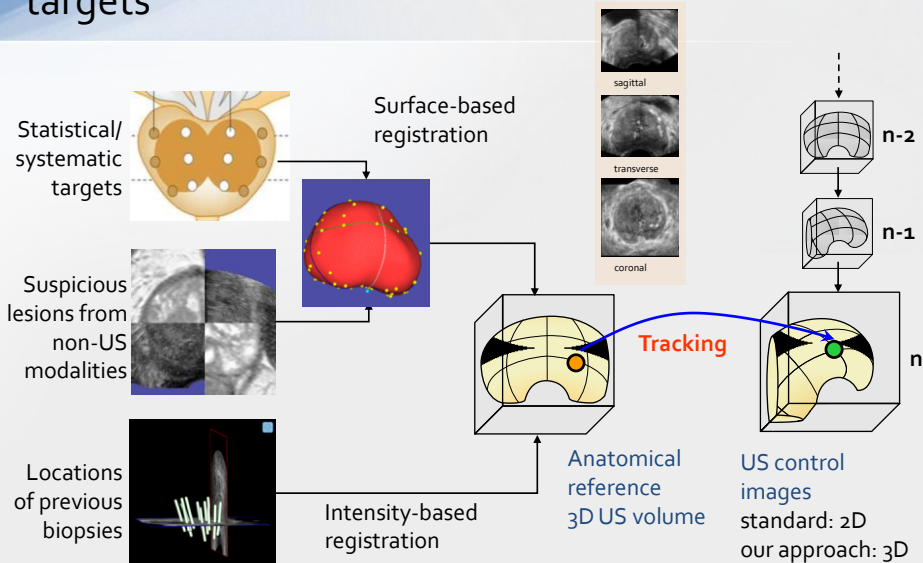 targets
Statistical/
systematic
targets
Surface-based
registration
sagittal
transverse
coronal
n-2
n-1
Suspicious
lesions from
non-US
modalities
Tracking
n
Locations
of previous
biopsies
Intensity-based
registration
Anatomical
reference
3D US volume
US control
images
standard: 2D
our approach: 3D